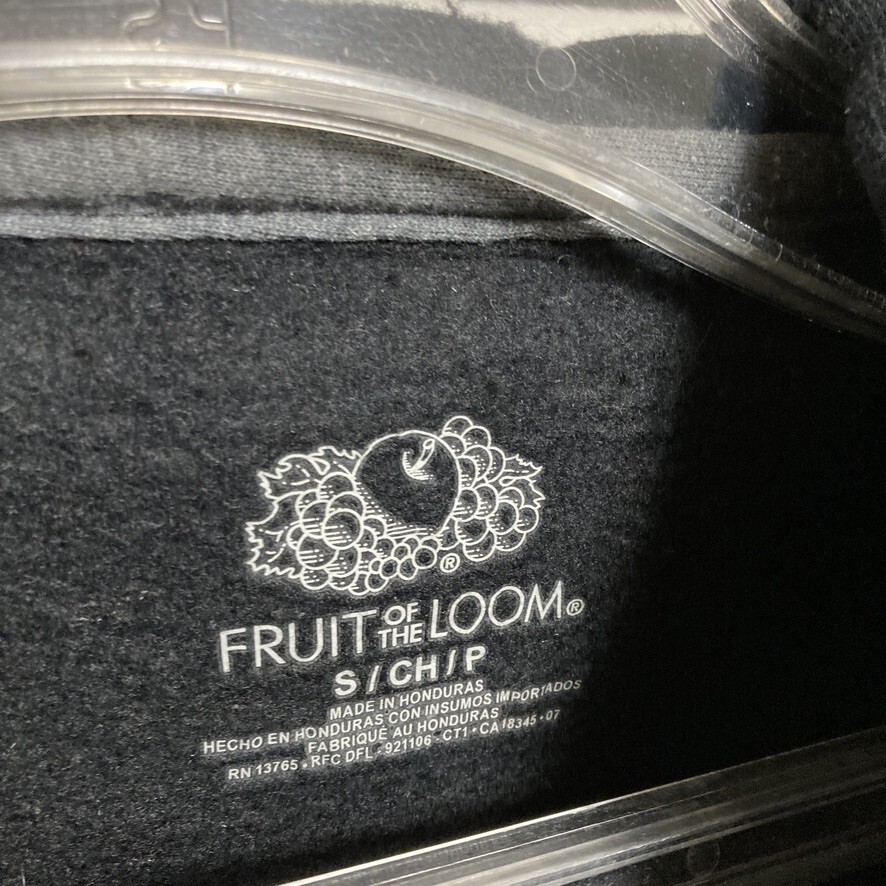 ®
FRUIT OF THE LOOM®
S / CH / P
MADE IN HONDURAS
HECHO EN HONDURAS CON INSUMOS IMPORTADOS
FABRIQUÉ AU HONDURAS
RN 13765 • RFC DFL - 921106 - CT1 • CA 18345 • 07